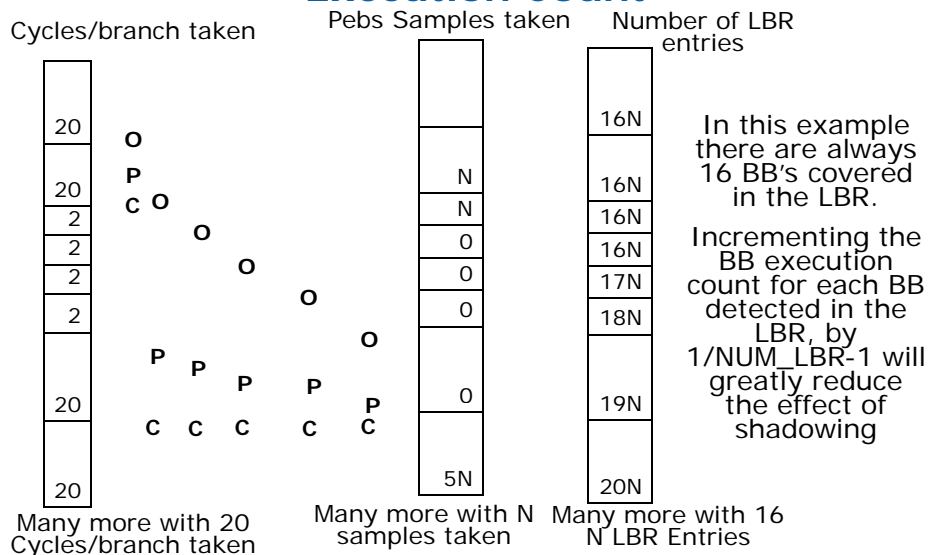 Execution Count
Cycles/branch taken
Pebs Samples taken
Number of LBR
entries
20
20
2
2
2
2
20
20
O
P
C O
O
O
O
O
P
P
P
P
P
C C C C C
N
N
0
0
0
0
5N
16N
16N
16N
16N
17N
18N
19N
20N
In this example
there are always
16 BB's covered
in the LBR.
Incrementing the
BB execution
count for each BB
detected in the
LBR, by
1/NUM_LBR-1 will
greatly reduce
the effect of
shadowing
Many more with 20
Cycles/branch taken
Many more with N
samples taken
Many more with 16
N LBR Entries